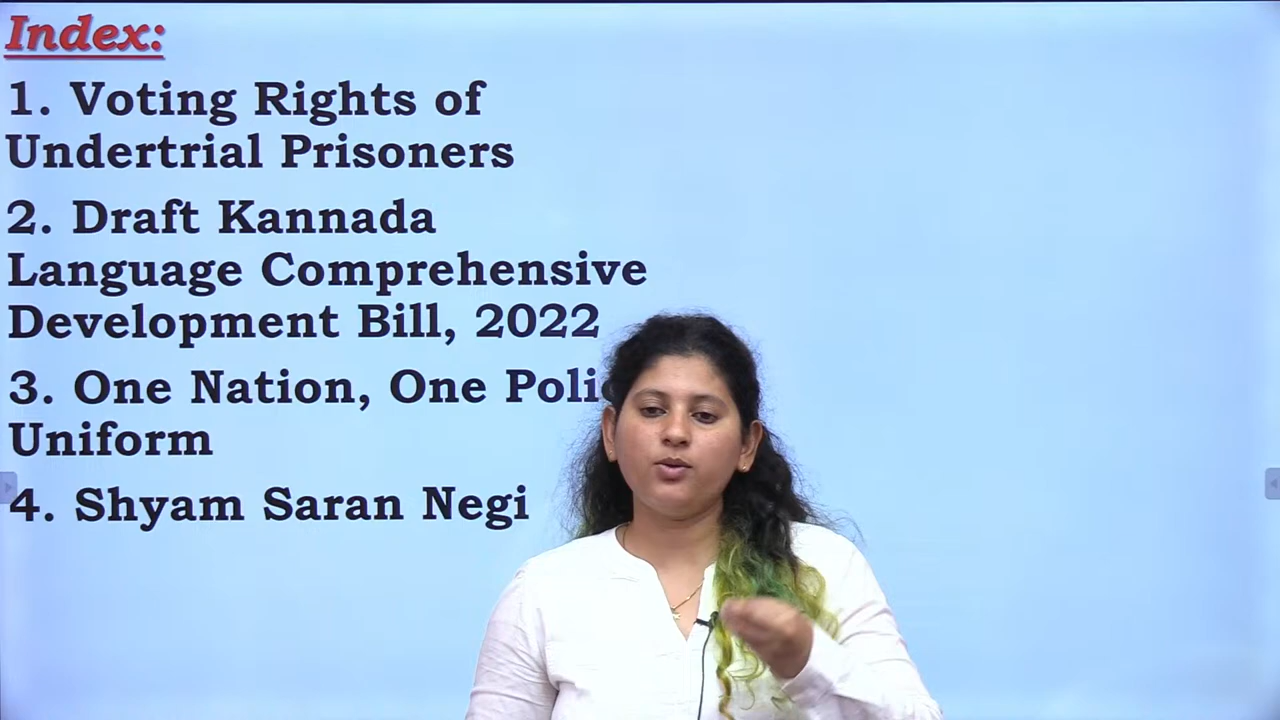 Index:
1. Voting Rights of
Undertrial Prisoners
2. Draft Kannada
Language Comprehensive
Development Bill, 2022
3. One Nation, One
Uniform
4. Shyam Saran Negi